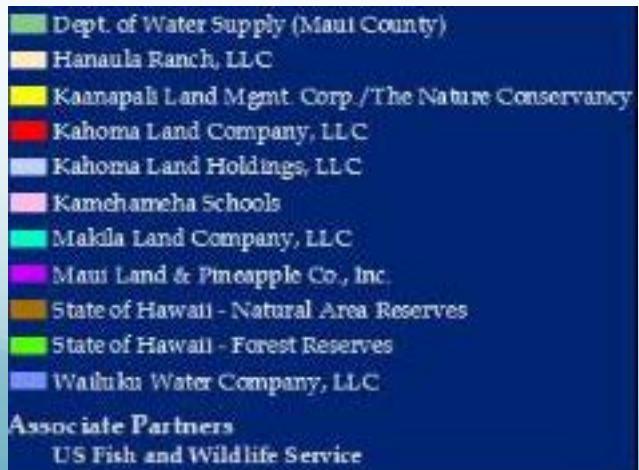 Dept. of Water Supply (Maui County)
Hanaula Ranch, LLC
Kaanapali Land Mgmt. Corp./The Nature Conservancy
Kahoma Land Company, LLC
Kahoma Land Holdings, LLC
Kamehameha Schools
Makila Land Company, LLC
Maui Land & Pineapple Co., Inc.
State of Hawaii - Natural Area Reserves
State of Hawaii - Forest Reserves
Wailuku Water Company, LLC
Associate Partners
US Fish and Wildlife Service